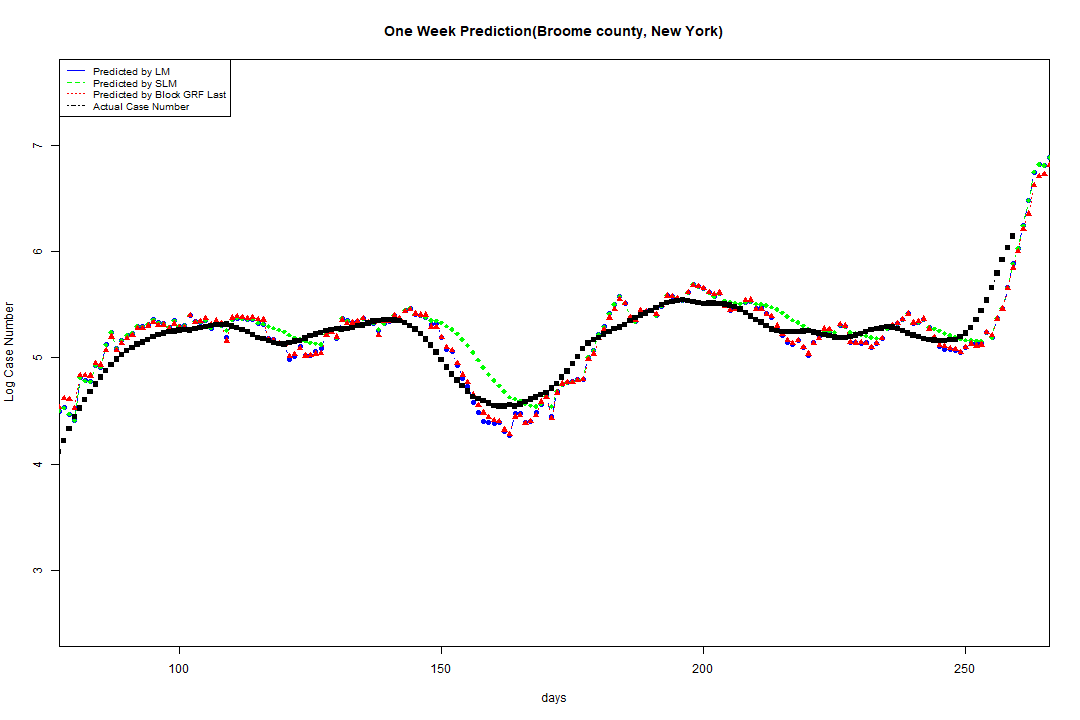 One Week Prediction(Broome county, New York)
Predicted by LM
Predicted by SLM
Predicted by Block GRF Last
Actual Case Number
7
6
5
4
3
Log Case Number
100
150
200
250
days